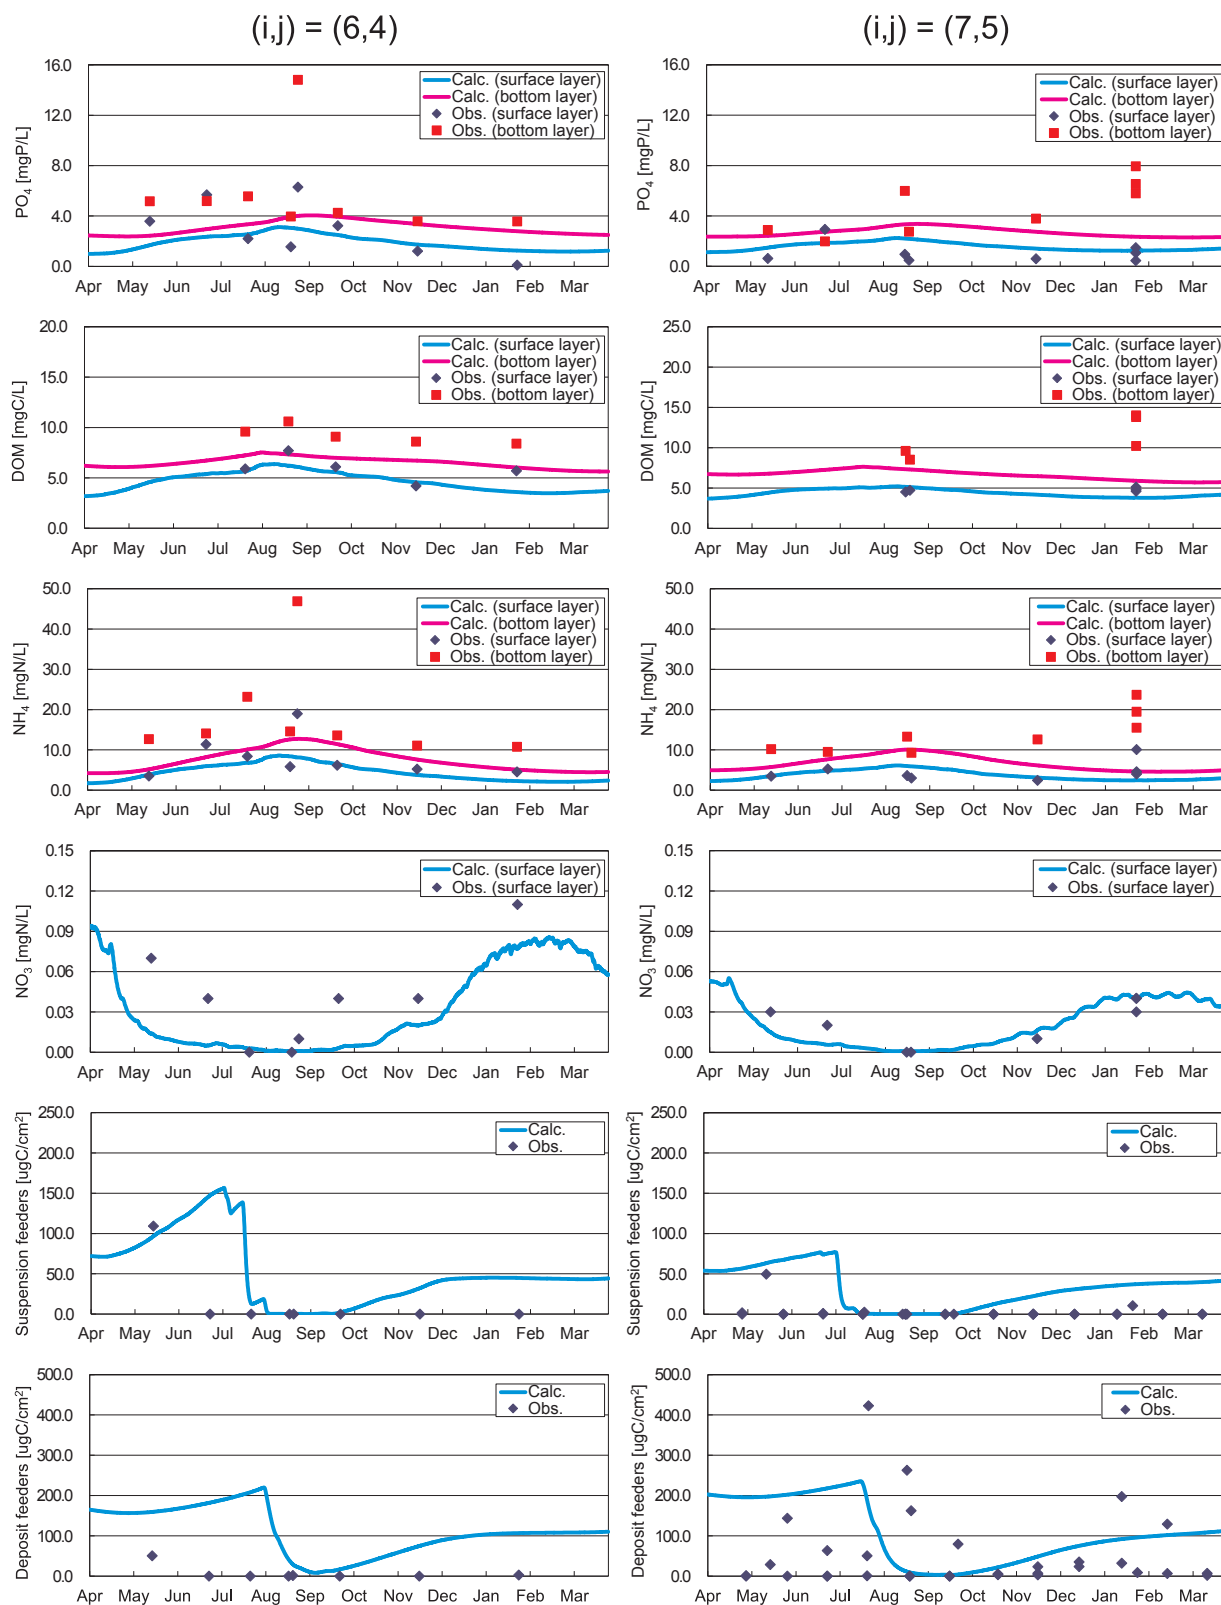 (i,j) = (6,4)
(i,j) = (7,5)
PO4 [mgP/L]
16.0
12.0
8.0
4.0
0.0
Calc. (surface layer)
Calc. (bottom layer)
Obs. (surface layer)
Obs. (bottom layer)
Apr May Jun Jul Aug Sep Oct Nov Dec Jan Feb Mar
PO4 [mgP/L]
16.0
12.0
8.0
4.0
0.0
Calc. (surface layer)
Calc. (bottom layer)
Obs. (surface layer)
Obs. (bottom layer)
Apr May Jun Jul Aug Sep Oct Nov Dec Jan Feb Mar
DOM [mgC/L]
20.0
15.0
10.0
5.0
0.0
Calc. (surface layer)
Calc. (bottom layer)
Obs. (surface layer)
Obs. (bottom layer)
Apr May Jun Jul Aug Sep Oct Nov Dec Jan Feb Mar
DOM [mgC/L]
25.0
20.0
15.0
10.0
5.0
0.0
Calc. (surface layer)
Calc. (bottom layer)
Obs. (surface layer)
Obs. (bottom layer)
Apr May Jun Jul Aug Sep Oct Nov Dec Jan Feb Mar
NH4 [mgN/L]
50.0
40.0
30.0
20.0
10.0
0.0
Calc. (surface layer)
Calc. (bottom layer)
Obs. (surface layer)
Obs. (bottom layer)
Apr May Jun Jul Aug Sep Oct Nov Dec Jan Feb Mar
NH4 [mgN/L]
50.0
40.0
30.0
20.0
10.0
0.0
Calc. (surface layer)
Calc. (bottom layer)
Obs. (surface layer)
Obs. (bottom layer)
Apr May Jun Jul Aug Sep Oct Nov Dec Jan Feb Mar
NO3 [mgN/L]
0.15
0.12
0.09
0.06
0.03
0.00
Calc. (surface layer)
Obs. (surface layer)
Apr May Jun Jul Aug Sep Oct Nov Dec Jan Feb Mar
NO3 [mgN/L]
0.15
0.12
0.09
0.06
0.03
0.00
Calc. (surface layer)
Obs. (surface layer)
Apr May Jun Jul Aug Sep Oct Nov Dec Jan Feb Mar
Suspension feeders [ugC/cm2]
250.0
200.0
150.0
100.0
50.0
0.0
Calc.
Obs.
Apr May Jun Jul Aug Sep Oct Nov Dec Jan Feb Mar
Suspension feeders [ugC/cm2]
250.0
200.0
150.0
100.0
50.0
0.0
Calc.
Obs.
Apr May Jun Jul Aug Sep Oct Nov Dec Jan Feb Mar
Deposit feeders [ugC/cm2]
500.0
400.0
300.0
200.0
100.0
0.0
Calc.
Obs.
Apr May Jun Jul Aug Sep Oct Nov Dec Jan Feb Mar
Deposit feeders [ugC/cm2]
500.0
400.0
300.0
200.0
100.0
0.0
Calc.
Obs.
Apr May Jun Jul Aug Sep Oct Nov Dec Jan Feb Mar